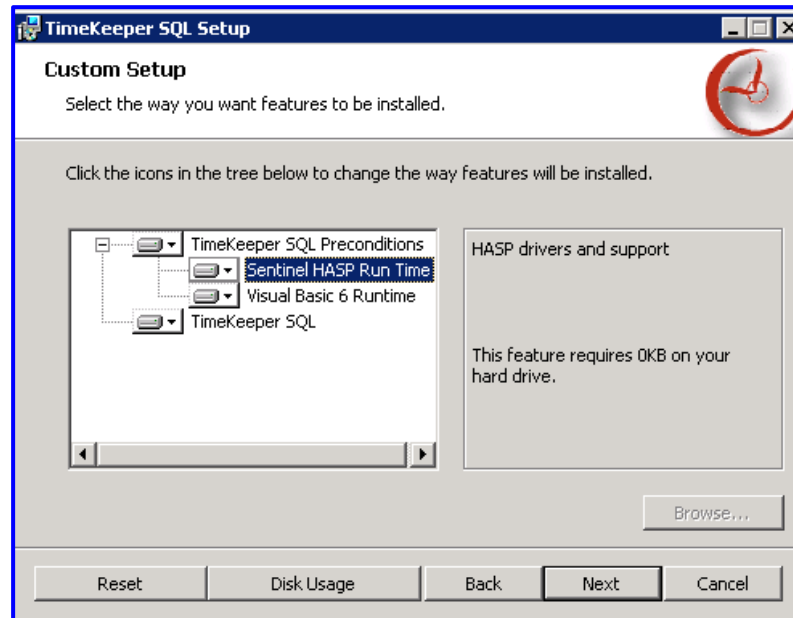 TimeKeeper SQL Setup
Custom Setup
Select the way you want features to be installed.
Click the icons in the tree below to change the way features will be installed.
TimeKeeper SQL Preconditions
Sentinel HASP Run Time
Visual Basic 6 Runtime
TimeKeeper SQL
HASP drivers and support
This feature requires 0KB on your
hard drive.
Browse...
Reset
Disk Usage
Back
Next
Cancel